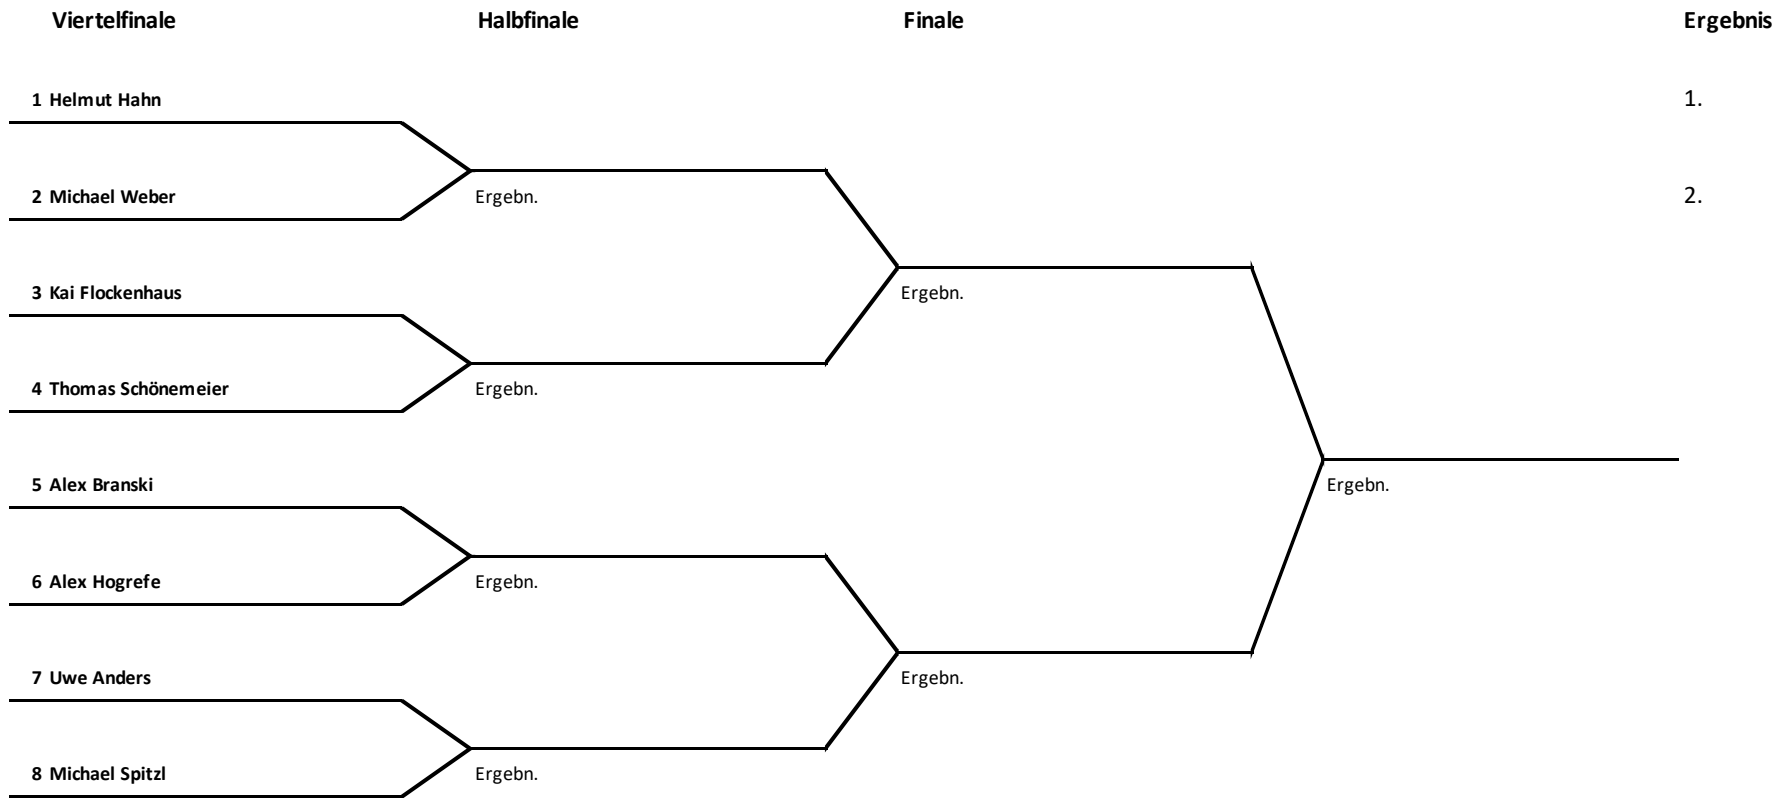 Viertelfinale Halbfinale Finale Ergebnis
1 Helmut Hahn 1.
2 Michael Weber Ergebn. 2.
3 Kai Flockenhaus Ergebn.
4 Thomas Schönemeier Ergebn.
5 Alex Branski Ergebn.
6 Alex Hogrefe Ergebn.
7 Uwe Anders Ergebn.
8 Michael Spitzl Ergebn.